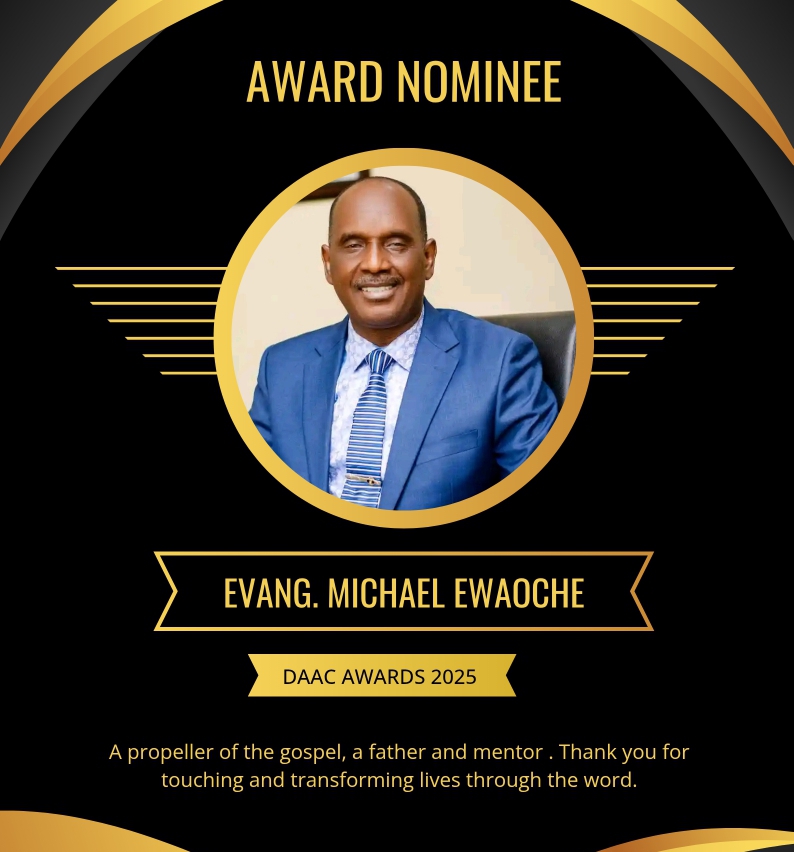 AWARD NOMINEE
EVANG. MICHAEL EWAOCHE
DAAC AWARDS 2025
A propeller of the gospel, a father and mentor . Thank you for
touching and transforming lives through the word.